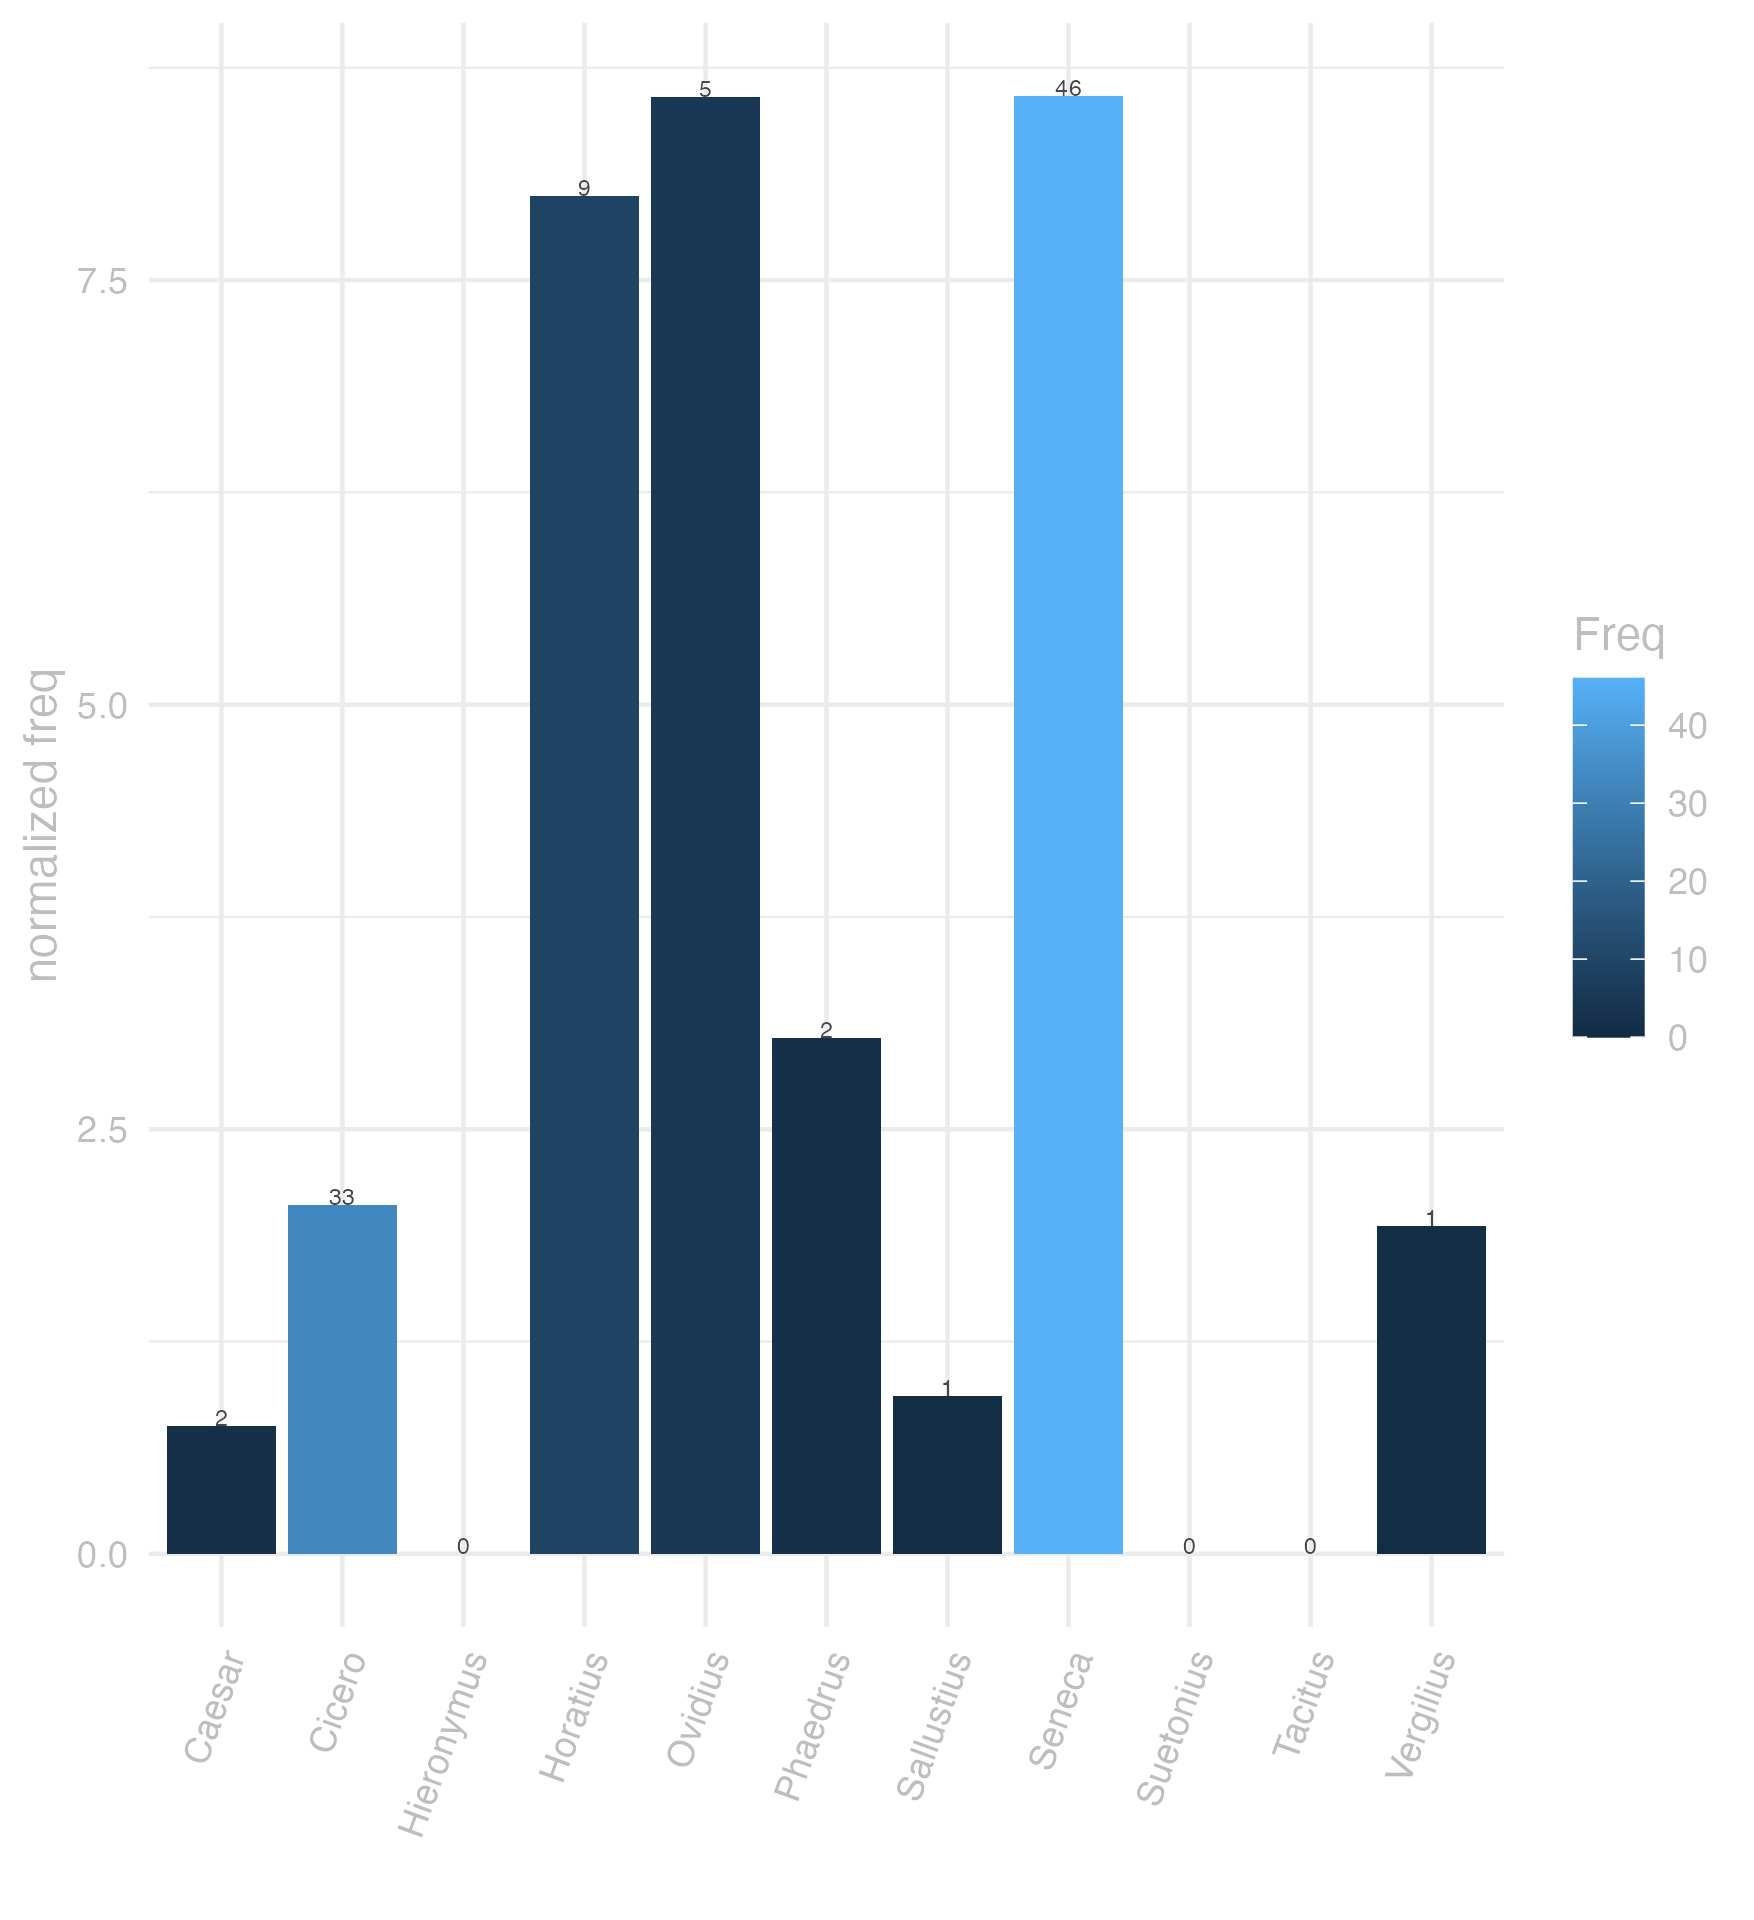 5
46
9
7.5
5.0
2
2.5
33
1
1
2
0
0
0
0.0
normalized freq
Caesar
Cicero
Hieronymus
Horatius
Ovidius
Phaedrus
Sallustius
Seneca
Suetonius
Tacitus
Vergilius
Freq
40
30
20
10
0